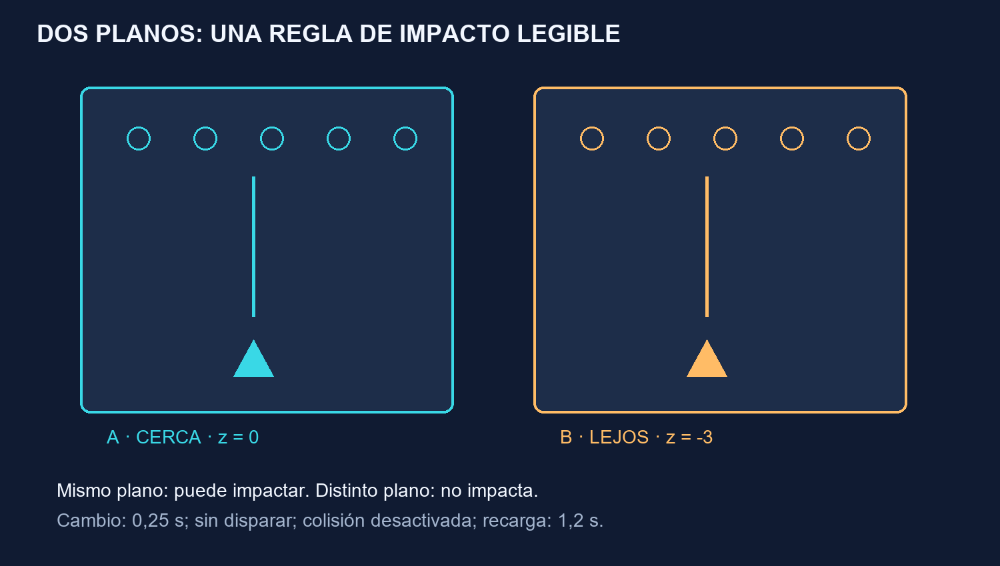 DOS PLANOS: UNA REGLA DE IMPACTO LEGIBLE
A · CERCA · z = 0
B · LEJOS · z = -3
Mismo plano: puede impactar. Distinto plano: no impacta.
Cambio: 0,25 s; sin disparar; colisión desactivada; recarga: 1,2 s.